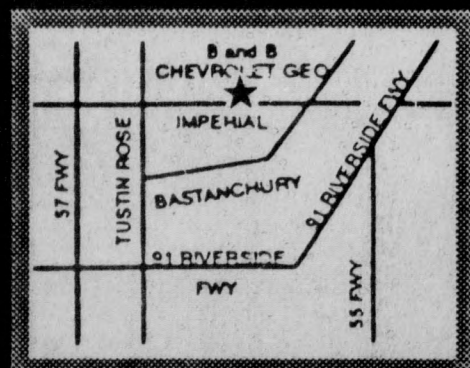 B and B
CHEVROLET GEO
IMPERIAL
57 FWY
TUSTIN ROSE
BASTANCHURY
91 RIVERSIDE FWY
91 RIVERSIDE
FWY
55 FWY